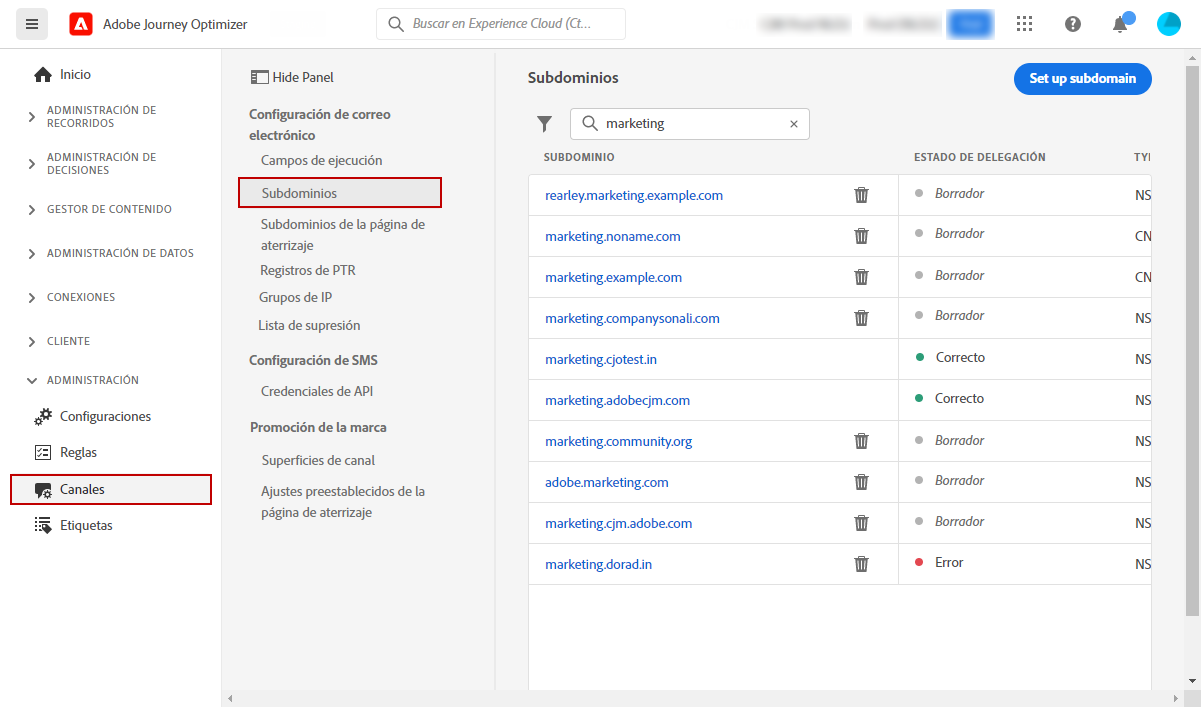 Adobe Journey Optimizer
Buscar en Experience Cloud (Ct...
Inicio
ADMINISTRACIÓN DE
RECORRIDOS
ADMINISTRACIÓN DE
DECISIONES
GESTOR DE CONTENIDO
ADMINISTRACIÓN DE DATOS
CONEXIONES
CLIENTE
ADMINISTRACIÓN
Configuraciones
Reglas
Canales
Etiquetas
Hide Panel
Configuración de correo
electrónico
Campos de ejecución
Subdominios
Subdominios de la página de
aterrizaje
Registros de PTR
Grupos de IP
Lista de supresión
Configuración de SMS
Credenciales de API
Promoción de la marca
Superficies de canal
Ajustes preestablecidos de la
página de aterrizaje
Subdominios
Set up subdomain
marketing
SUBDOMINIO ESTADO DE DELEGACIÓN TYI
rearley.marketing.example.com Borrador NS
marketing.noname.com Borrador CN
marketing.example.com Borrador CN
marketing.companysonali.com Borrador NS
marketing.cjotest.in Correcto NS
marketing.adobecjm.com Correcto NS
marketing.community.org Borrador NS
adobe.marketing.com Borrador NS
marketing.cjm.adobe.com Borrador NS
marketing.dorad.in Error NS